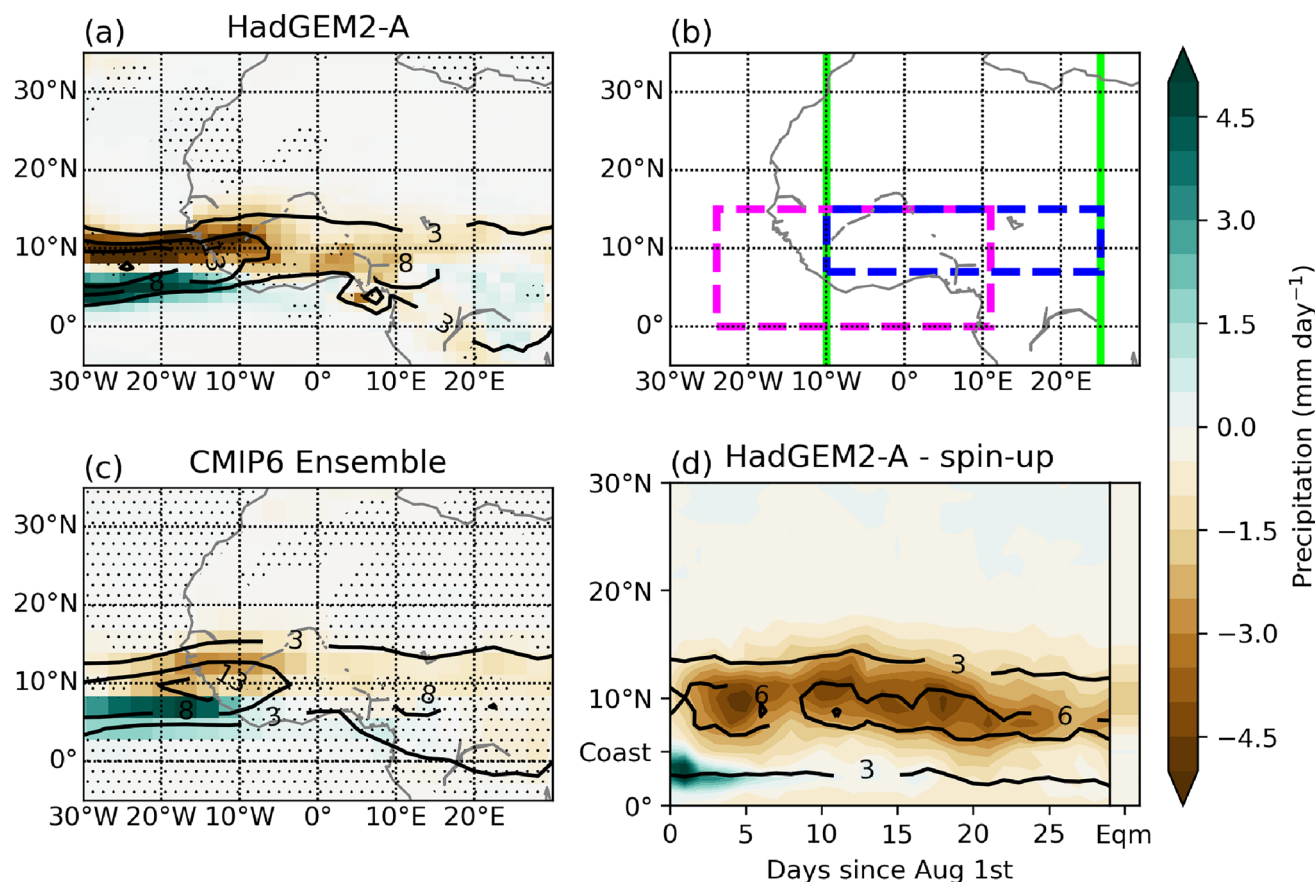 (a) HadGEM2-A
30°N
20°N
10°N
0°
30°W 20°W 10°W 0° 10°E 20°E
3
8
13
8
3
(b)
30°N
20°N
10°N
0°
30°W 20°W 10°W 0° 10°E 20°E
(c) CMIP6 Ensemble
30°N
20°N
10°N
0°
30°W 20°W 10°W 0° 10°E 20°E
3
13
8
8
3
(d) HadGEM2-A - spin-up
30°N
20°N
10°N
Coast
0°
0 5 10 15 20 25 Eqm
Days since Aug 1st
3
6
6
3
4.5
3.0
1.5
0.0
−1.5
−3.0
−4.5
Precipitation (mm day⁻¹)